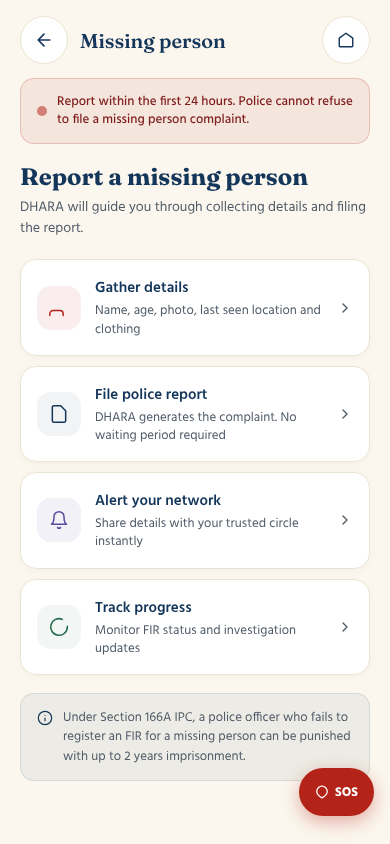 Missing person
Report within the first 24 hours. Police cannot refuse
to file a missing person complaint.
Report a missing person
DHARA will guide you through collecting details and filing
the report.
Gather details
Name, age, photo, last seen location and
clothing
File police report
DHARA generates the complaint. No
waiting period required
Alert your network
Share details with your trusted circle
instantly
Track progress
Monitor FIR status and investigation
updates
Under Section 166A IPC, a police officer who fails to
register an FIR for a missing person can be punished
with up to 2 years imprisonment.
SOS